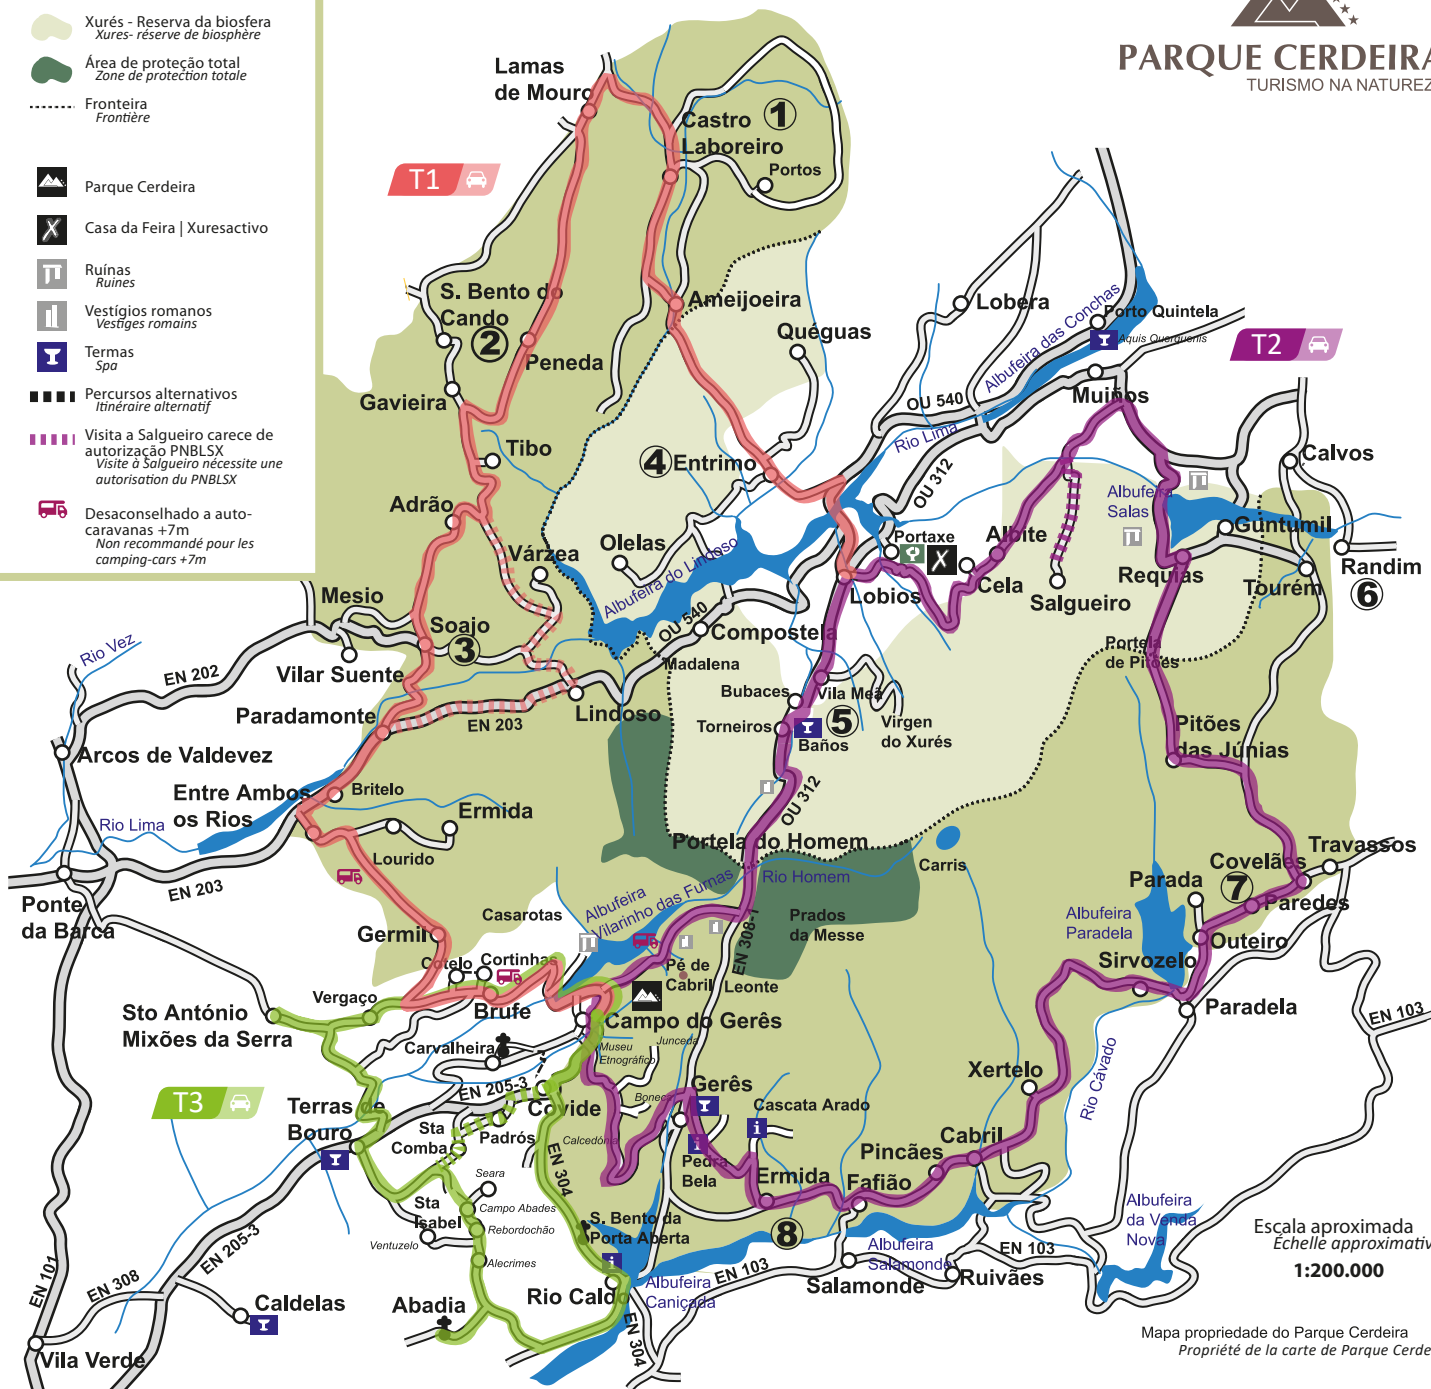 Xurés - Reserva da biosfera
Xures- réserve de biosphère
Área de proteção total
Zone de protection totale
Fronteira
Frontière
Parque Cerdeira
Casa da Feira | Xuresactivo
Ruínas
Ruines
Vestígios romanos
Vestiges romains
Termas
Spa
Percursos alternativos
Itinéraire alternatif
Visita a Salgueiro carece de
autorização PNBLSX
Visite à Salgueiro nécessite une
autorisation du PNBLSX
Desaconselhado a auto-
caravanas +7m
Non recommandé pour les
camping-cars +7m
PARQUE CERDEIRA
TURISMO NA NATUREZ
Lamas
de Mouro
Castro
Laboreiro
1
Portos
T1
S. Bento do
Cando
2
Peneda
Ameijoeira
Quéguas
Lobera
Albufeira das Conchas
Porto Quintela
Aquis Querquenis
T2
Muiños
Gavieira
OU 540
Rio Lima
OU 312
Tibo
4
Entrimo
Calvos
Adrão
Albufeira
Salas
Guntumil
Várzea
Olelas
Albufeira do Lindoso
Portaxe
Albite
Cela
Requiás
Salgueiro
Tourém
Randim
6
Mesio
Lobios
OU 540
Compostela
Soajo
3
Rio Vez
EN 202
Vilar Suente
Madalena
Portela
de Pitões
Bubaces
Vila Meã
5
Torneiros
Baños
Virgen
do Xurés
Lindoso
EN 203
Paradamonte
Pitões
das Júnias
Arcos de Valdevez
Entre Ambos
os Rios
Britelo
Ermida
OU 312
Rio Lima
Lourido
Portela do Homem
Carris
Rio Homem
Travassos
Covelães
7
Parada
Paredes
EN 203
Ponte
da Barca
Casarotas
Albufeira
Vilarinho das Furnas
Prados
da Messe
EN 308-1
Albufeira
Paradela
Outeiro
Germil
Sirvozelo
Cotelo
Cortinhas
Pé de
Cabril
Leonte
Paradela
EN 103
Vergaço
Sto António
Mixões da Serra
Brufe
Campo do Gerês
Carvalheira
Museu
Etnográfico
Junceda
Rio Cávado
Xertelo
T3
EN 205-3
Covide
Gerês
Boneca
Cascata Arado
Terras de
Bouro
Sta
Comba
Padrós
Calcedónia
Cabril
Pincães
Pedra
Bela
Ermida
Fafião
Seara
EN 304
Campo Abades
Sta
Isabel
Rebordochão
Ventuzelo
S. Bento da
Porta Aberta
8
Albufeira
da Venda
Nova
Escala aproximada
Échelle approximativ
1:200.000
EN 205-3
Alecrimes
EN 103
Albufeira
Salamonde
EN 103
EN 101
EN 308
Salamonde
Ruivães
Caldelas
Abadia
Rio Caldo
Albufeira
Caniçada
EN 304
Vila Verde
Mapa propriedade do Parque Cerdeira
Propriété de la carte de Parque Cerde